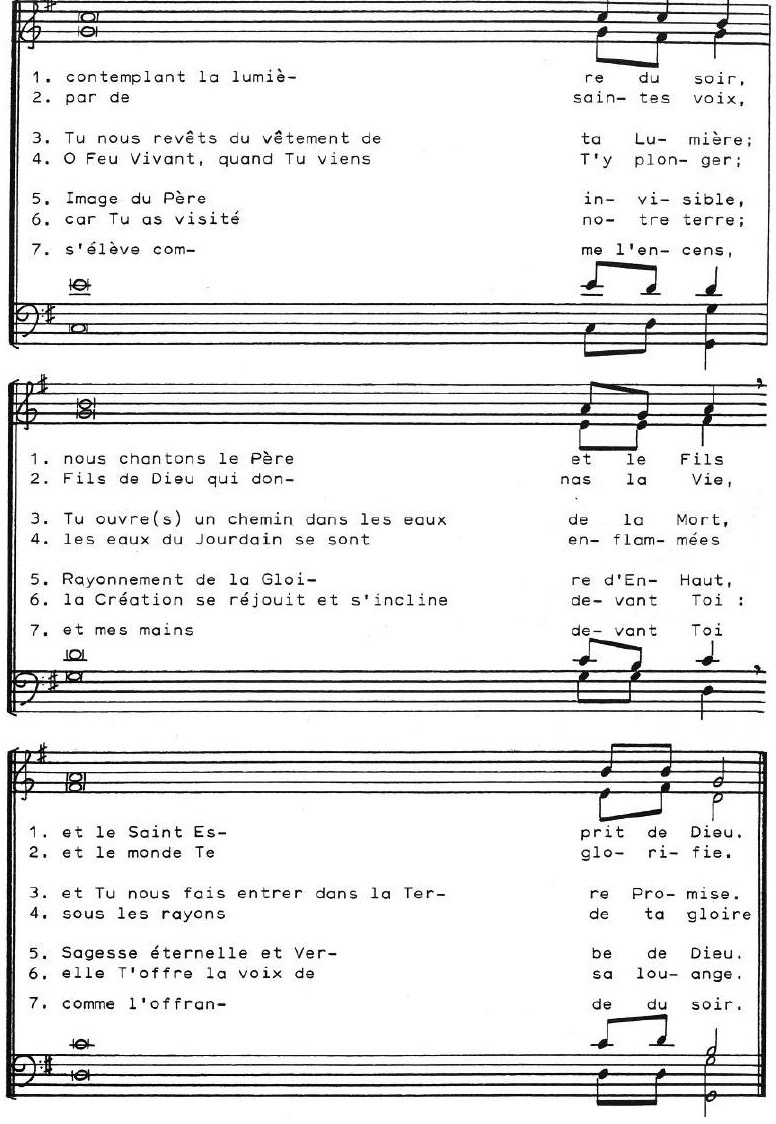 1. contemplant la lumiè- re du soir,
2. par de sain- tes voix,
3. Tu nous revêts du vêtement de ta Lu- mière;
4. O Feu Vivant, quand Tu viens T'y plon- ger;
5. Image du Père in- vi- sible,
6. car Tu as visité no- tre terre;
7. s'élève com- me l'en- cens,
1. nous chantons le Père et le Fils
2. Fils de Dieu qui don- nas la Vie,
3. Tu ouvre(s) un chemin dans les eaux de la Mort,
4. les eaux du Jourdain se sont en- flam- mées
5. Rayonnement de la Gloi- re d'En- Haut,
6. la Création se réjouit et s'incline de- vant Toi :
7. et mes mains de- vant Toi
1. et le Saint Es- prit de Dieu.
2. et le monde Te glo- ri- fie.
3. et Tu nous fais entrer dans la Ter- re Pro- mise.
4. sous les rayons de ta gloire
5. Sagesse éternelle et Ver- be de Dieu.
6. elle T'offre la voix de sa lou- ange.
7. comme l'offran- de du soir.